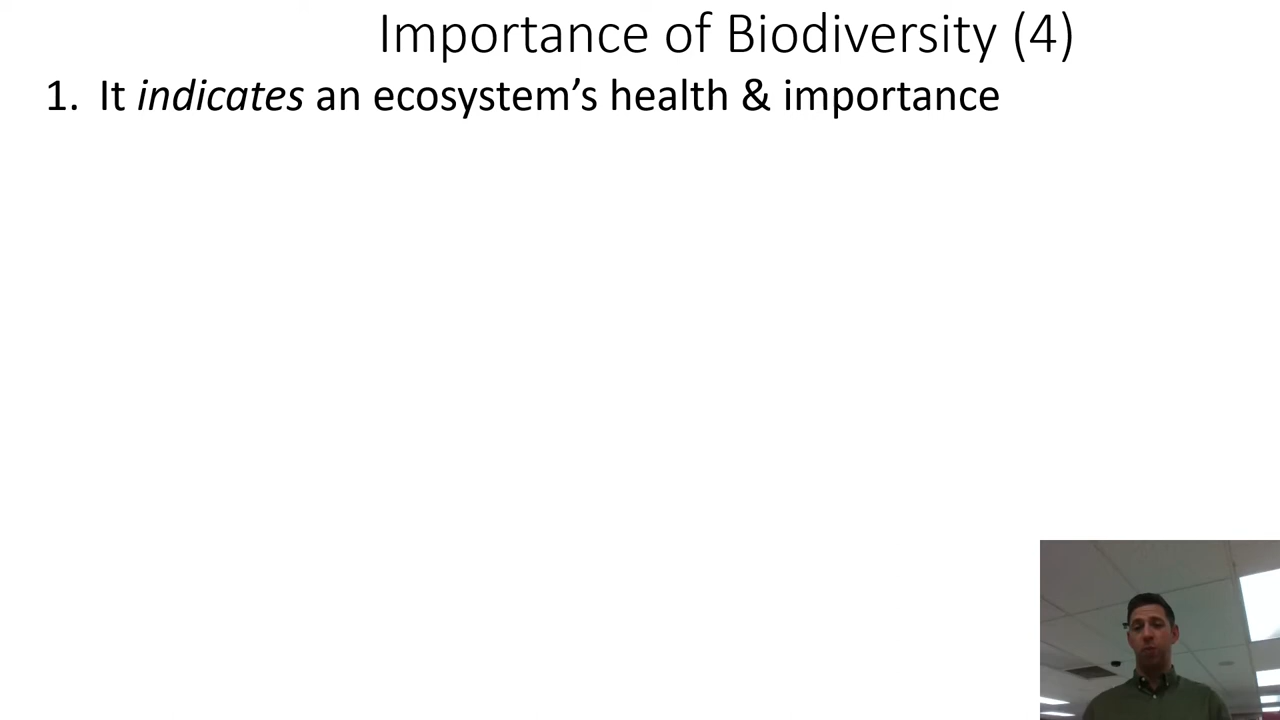 Importance of Biodiversity (4)
1. It indicates an ecosystem’s health & importance